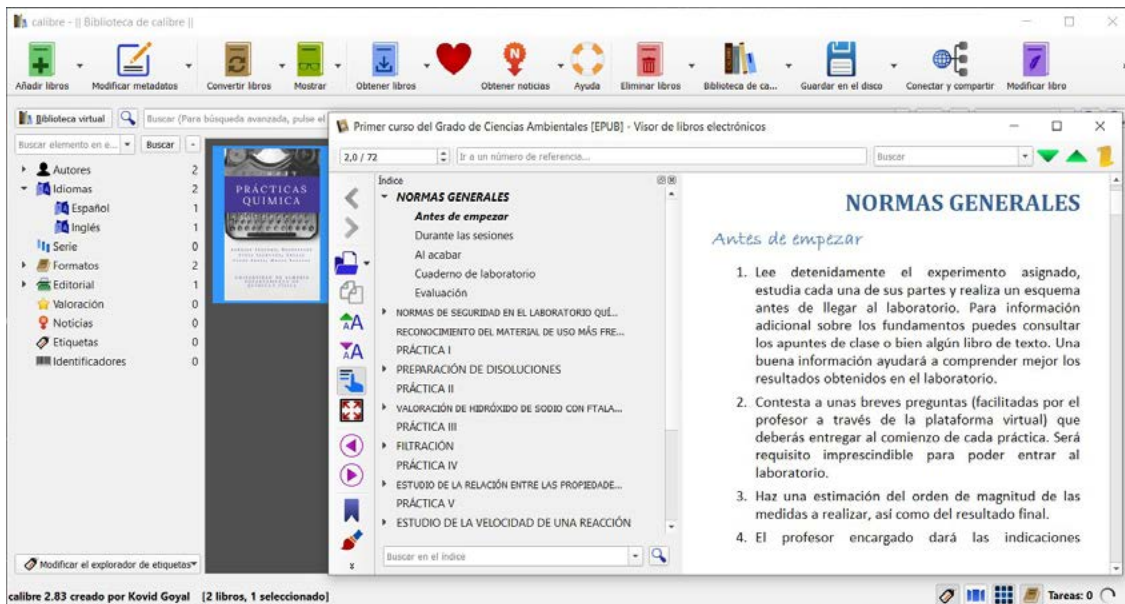 calibre - || Biblioteca de calibre ||
Añadir libros
Modificar metadatos
Convertir libros
Mostrar
Obtener libros
Obtener noticias
Ayuda
Eliminar libros
Biblioteca de ca...
Guardar en el disco
Conectar y compartir
Modificar libro
Biblioteca virtual
Buscar (Para búsqueda avanzada, pulse el
Buscar elemento en e...
Buscar
Autores 2
Idiomas 2
Español 1
Inglés 1
Serie 0
Formatos 2
Editorial 1
Valoración 0
Noticias 0
Etiquetas 0
Identificadores 0
PRÁCTICAS
QUIMICA
Primer curso del Grado de Ciencias Ambientales [EPUB] - Visor de libros electrónicos
2,0 / 72
Ir a un número de referencia...
Buscar
Índice
NORMAS GENERALES
Antes de empezar
Durante las sesiones
Al acabar
Cuaderno de laboratorio
Evaluación
NORMAS DE SEGURIDAD EN EL LABORATORIO QUÍ...
RECONOCIMIENTO DEL MATERIAL DE USO MÁS FRE...
PRÁCTICA I
PREPARACIÓN DE DISOLUCIONES
PRÁCTICA II
VALORACIÓN DE HIDRÓXIDO DE SODIO CON FTALA...
PRÁCTICA III
FILTRACIÓN
PRÁCTICA IV
ESTUDIO DE LA RELACIÓN ENTRE LAS PROPIEDADE...
PRÁCTICA V
ESTUDIO DE LA VELOCIDAD DE UNA REACCIÓN
Buscar en el índice
NORMAS GENERALES
Antes de empezar
1. Lee detenidamente el experimento asignado,
estudia cada una de sus partes y realiza un esquema
antes de llegar al laboratorio. Para información
adicional sobre los fundamentos puedes consultar
los apuntes de clase o bien algún libro de texto. Una
buena información ayudará a comprender mejor los
resultados obtenidos en el laboratorio.
2. Contesta a unas breves preguntas (facilitadas por el
profesor a través de la plataforma virtual) que
deberás entregar al comienzo de cada práctica. Será
requisito imprescindible para poder entrar al
laboratorio.
3. Haz una estimación del orden de magnitud de las
medidas a realizar, así como del resultado final.
4. El profesor encargado dará las indicaciones
Modificar el explorador de etiquetas
calibre 2.83 creado por Kovid Goyal [2 libros, 1 seleccionado]
Tareas: 0